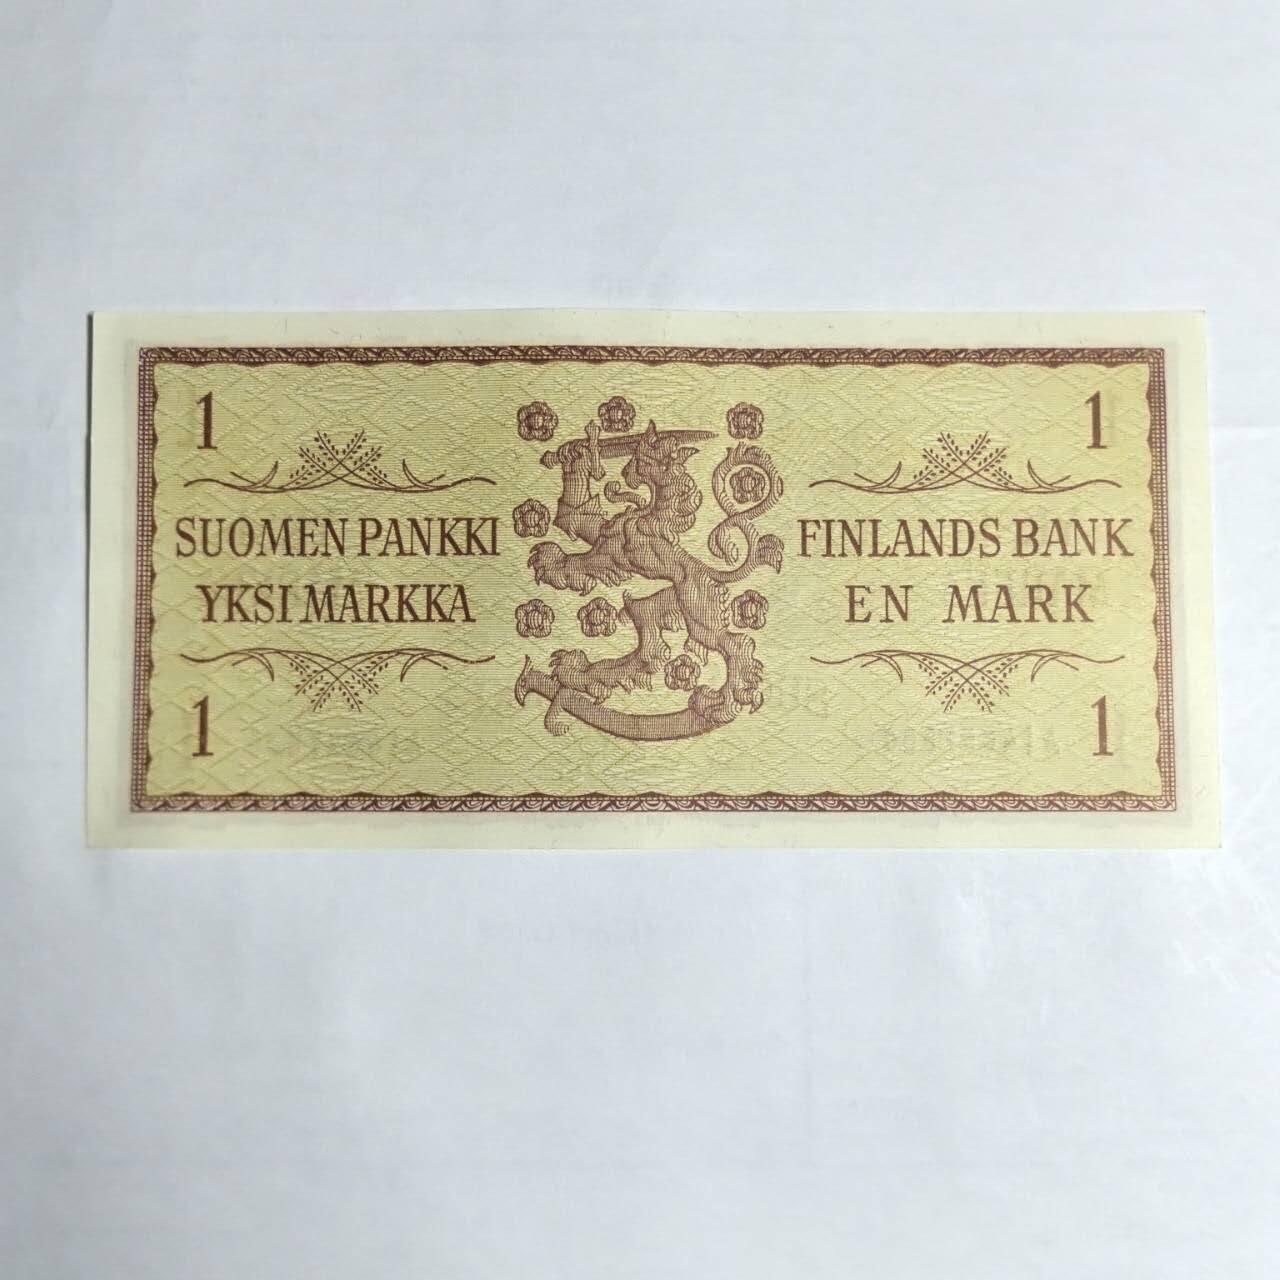 1 1
SUOMEN PANKKI FINLANDS BANK
YKSI MARKKA EN MARK
1 1